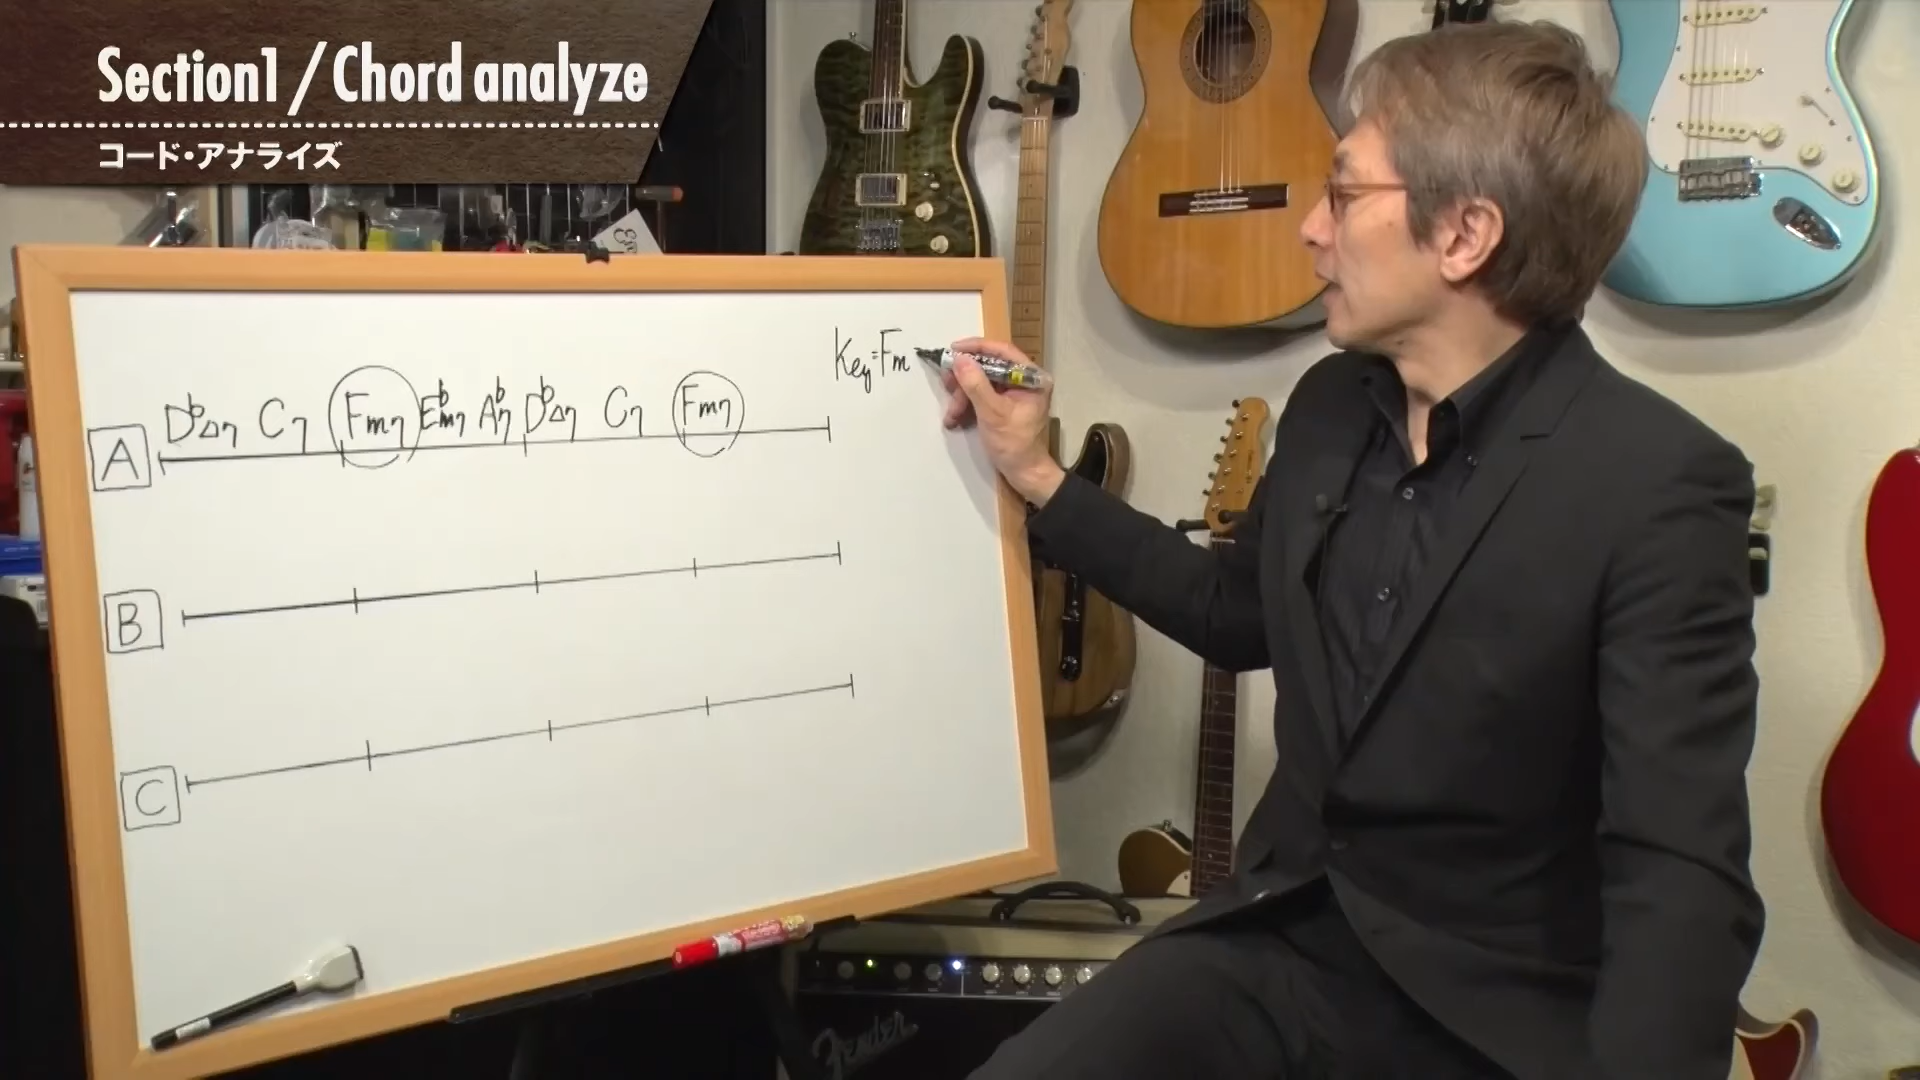 Section1 / Chord analyze
コード・アナライズ
Key=Fm
A D♭△7 C7 Fm7 E♭m7 A♭7 D♭△7 C7 Fm7
B
C
Fender